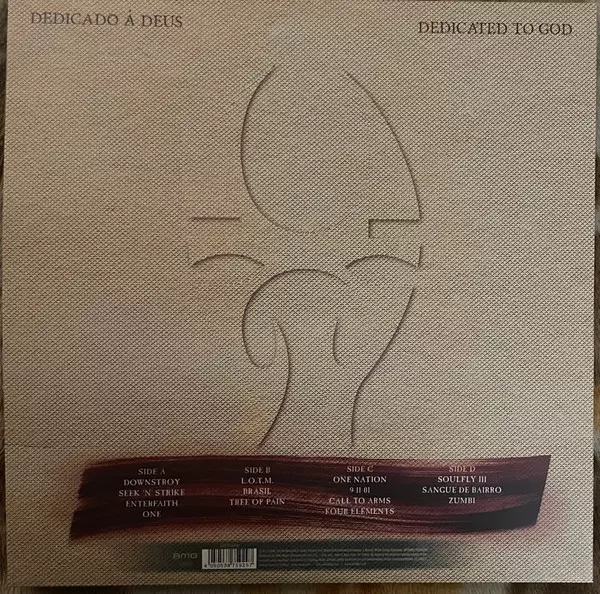 DEDICADO À DEUS
DEDICATED TO GOD
SIDE A
DOWNSTROY
SEEK 'N' STRIKE
ENTERFAITH
ONE
SIDE B
L.O.T.M.
BRASIL
TREE OF PAIN
SIDE C
ONE NATION
9-11-01
CALL TO ARMS
FOUR ELEMENTS
SIDE D
SOULFLY III
SANGUE DE BAIRRO
ZUMBI
BMG